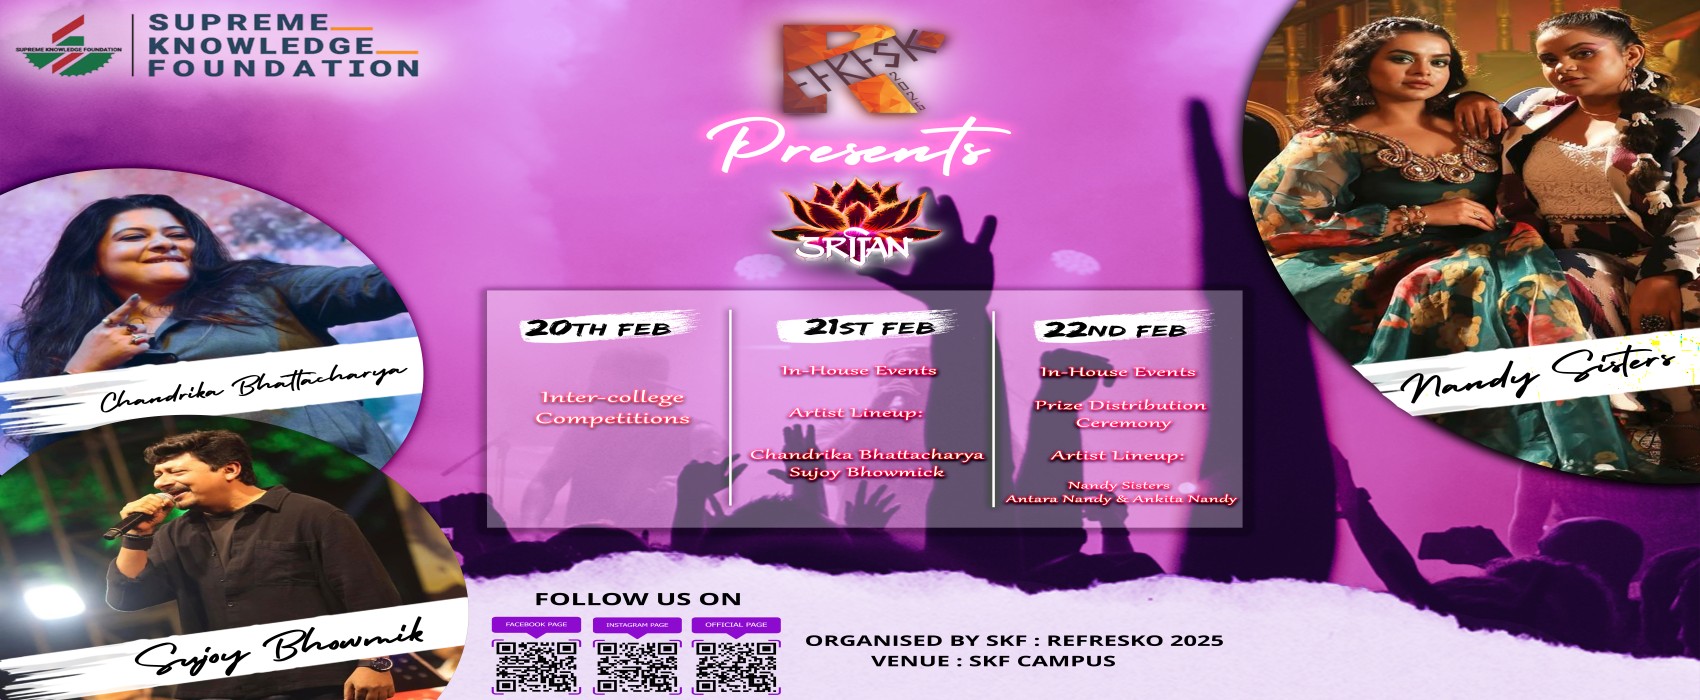 SUPREME KNOWLEDGE FOUNDATION
SUPREME
KNOWLEDGE
FOUNDATION
REFRESKO
2025
Presents
SRIJAN
20TH FEB
Inter-college
Competitions
21ST FEB
In-House Events
Artist Lineup:
Chandrika Bhattacharya
Sujoy Bhowmick
22ND FEB
In-House Events
Prize Distribution
Ceremony
Artist Lineup:
Nandy Sisters
Antara Nandy & Ankita Nandy
Chandrika Bhattacharya
Sujoy Bhowmik
Nandy Sisters
FOLLOW US ON
FACEBOOK PAGE
INSTAGRAM PAGE
OFFICIAL PAGE
ORGANISED BY SKF : REFRESKO 2025
VENUE : SKF CAMPUS